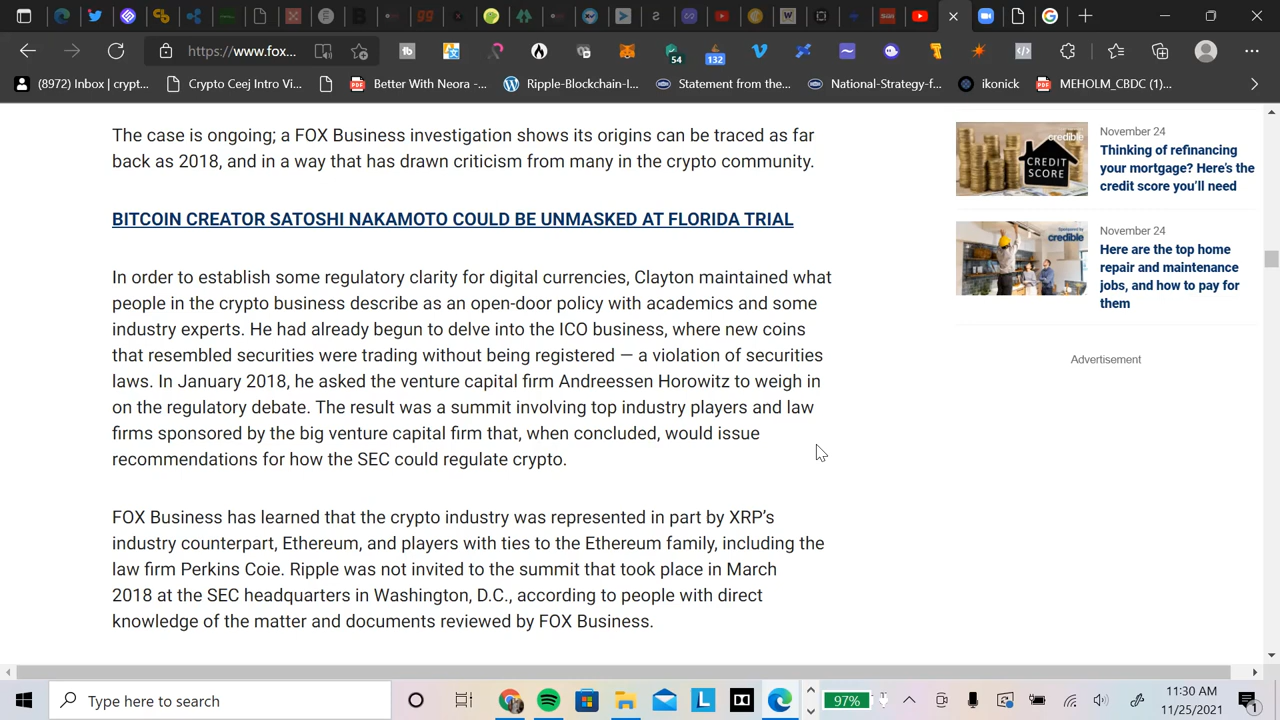 https://www.fox...
54
132
(8972) Inbox | crypt...
Crypto Ceej Intro Vi...
Better With Neora -...
Ripple-Blockchain-I...
Statement from the...
National-Strategy-f...
ikonick
MEHOLM_CBDC (1)...
The case is ongoing; a FOX Business investigation shows its origins can be traced as far
back as 2018, and in a way that has drawn criticism from many in the crypto community.
BITCOIN CREATOR SATOSHI NAKAMOTO COULD BE UNMASKED AT FLORIDA TRIAL
In order to establish some regulatory clarity for digital currencies, Clayton maintained what
people in the crypto business describe as an open-door policy with academics and some
industry experts. He had already begun to delve into the ICO business, where new coins
that resembled securities were trading without being registered — a violation of securities
laws. In January 2018, he asked the venture capital firm Andreessen Horowitz to weigh in
on the regulatory debate. The result was a summit involving top industry players and law
firms sponsored by the big venture capital firm that, when concluded, would issue
recommendations for how the SEC could regulate crypto.
FOX Business has learned that the crypto industry was represented in part by XRP's
industry counterpart, Ethereum, and players with ties to the Ethereum family, including the
law firm Perkins Coie. Ripple was not invited to the summit that took place in March
2018 at the SEC headquarters in Washington, D.C., according to people with direct
knowledge of the matter and documents reviewed by FOX Business.
credible
CREDIT
SCORE
November 24
Thinking of refinancing
your mortgage? Here's the
credit score you'll need
credible
November 24
Here are the top home
repair and maintenance
jobs, and how to pay for
them
Advertisement
Type here to search
97%
11:30 AM
11/25/2021
1